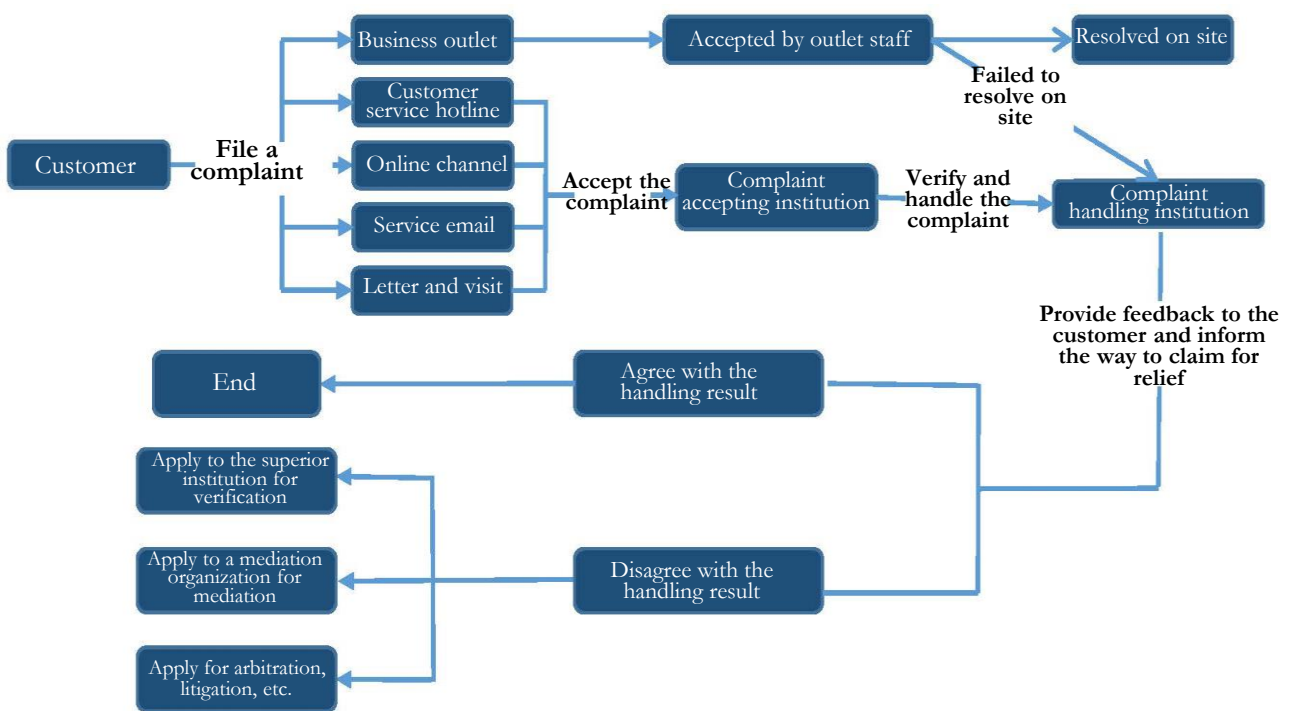 Business outlet
Accepted by outlet staff
Resolved on site
Failed to
resolve on
site
Customer
service hotline
Customer
File a
complaint
Online channel
Accept the
complaint
Complaint
accepting institution
Verify and
handle the
complaint
Complaint
handling institution
Service email
Letter and visit
Provide feedback to the
customer and inform
the way to claim for
relief
Agree with the
handling result
End
Apply to the superior
institution for
verification
Disagree with the
handling result
Apply to a mediation
organization for
mediation
Apply for arbitration,
litigation, etc.